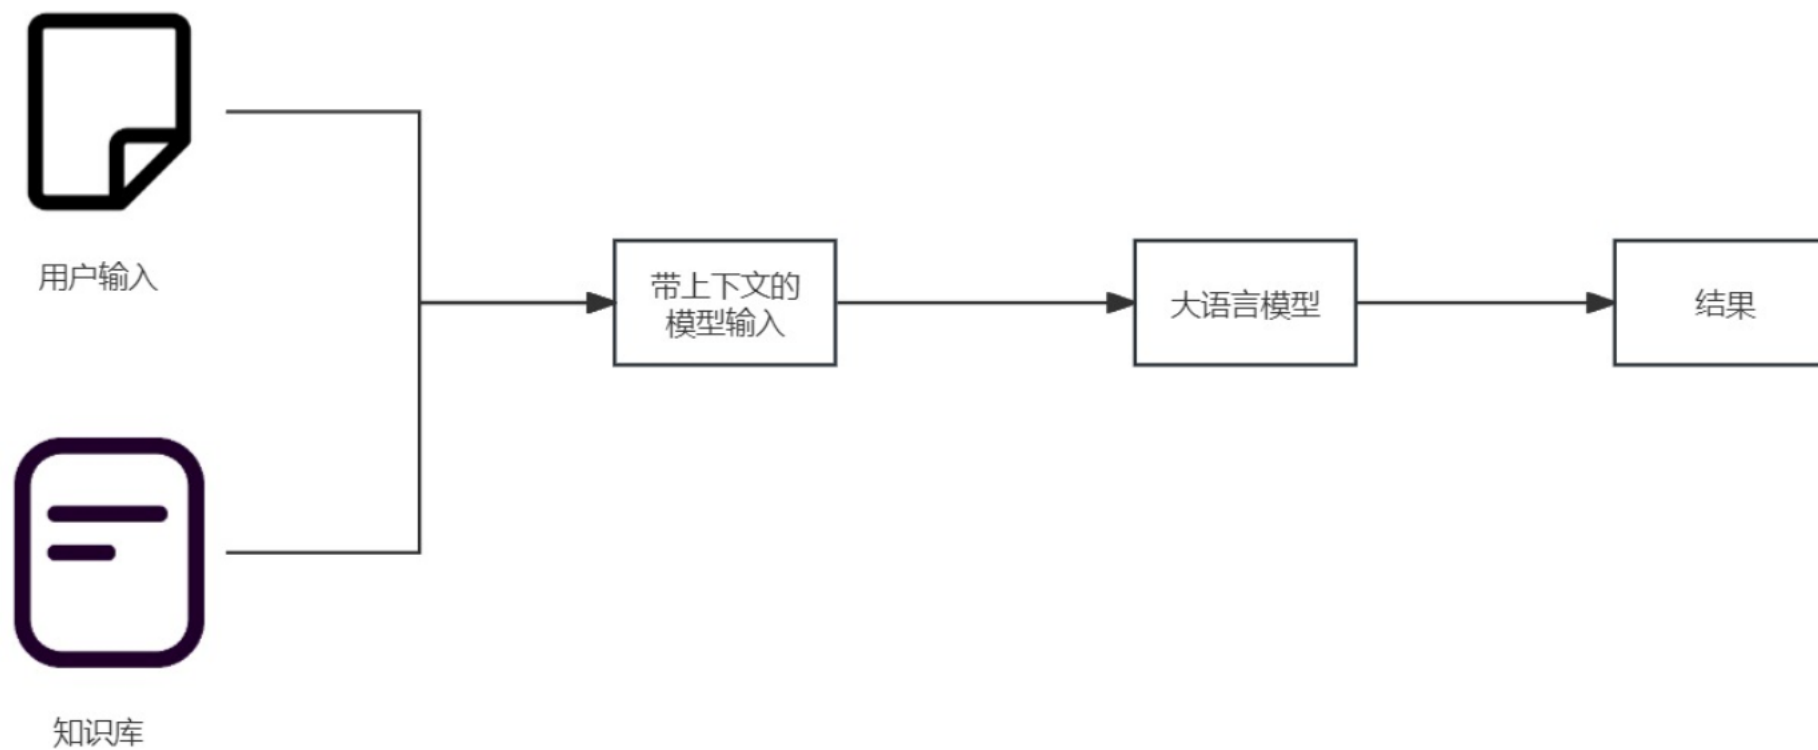 用户输入
带上下文的
模型输入
大语言模型
结果
知识库